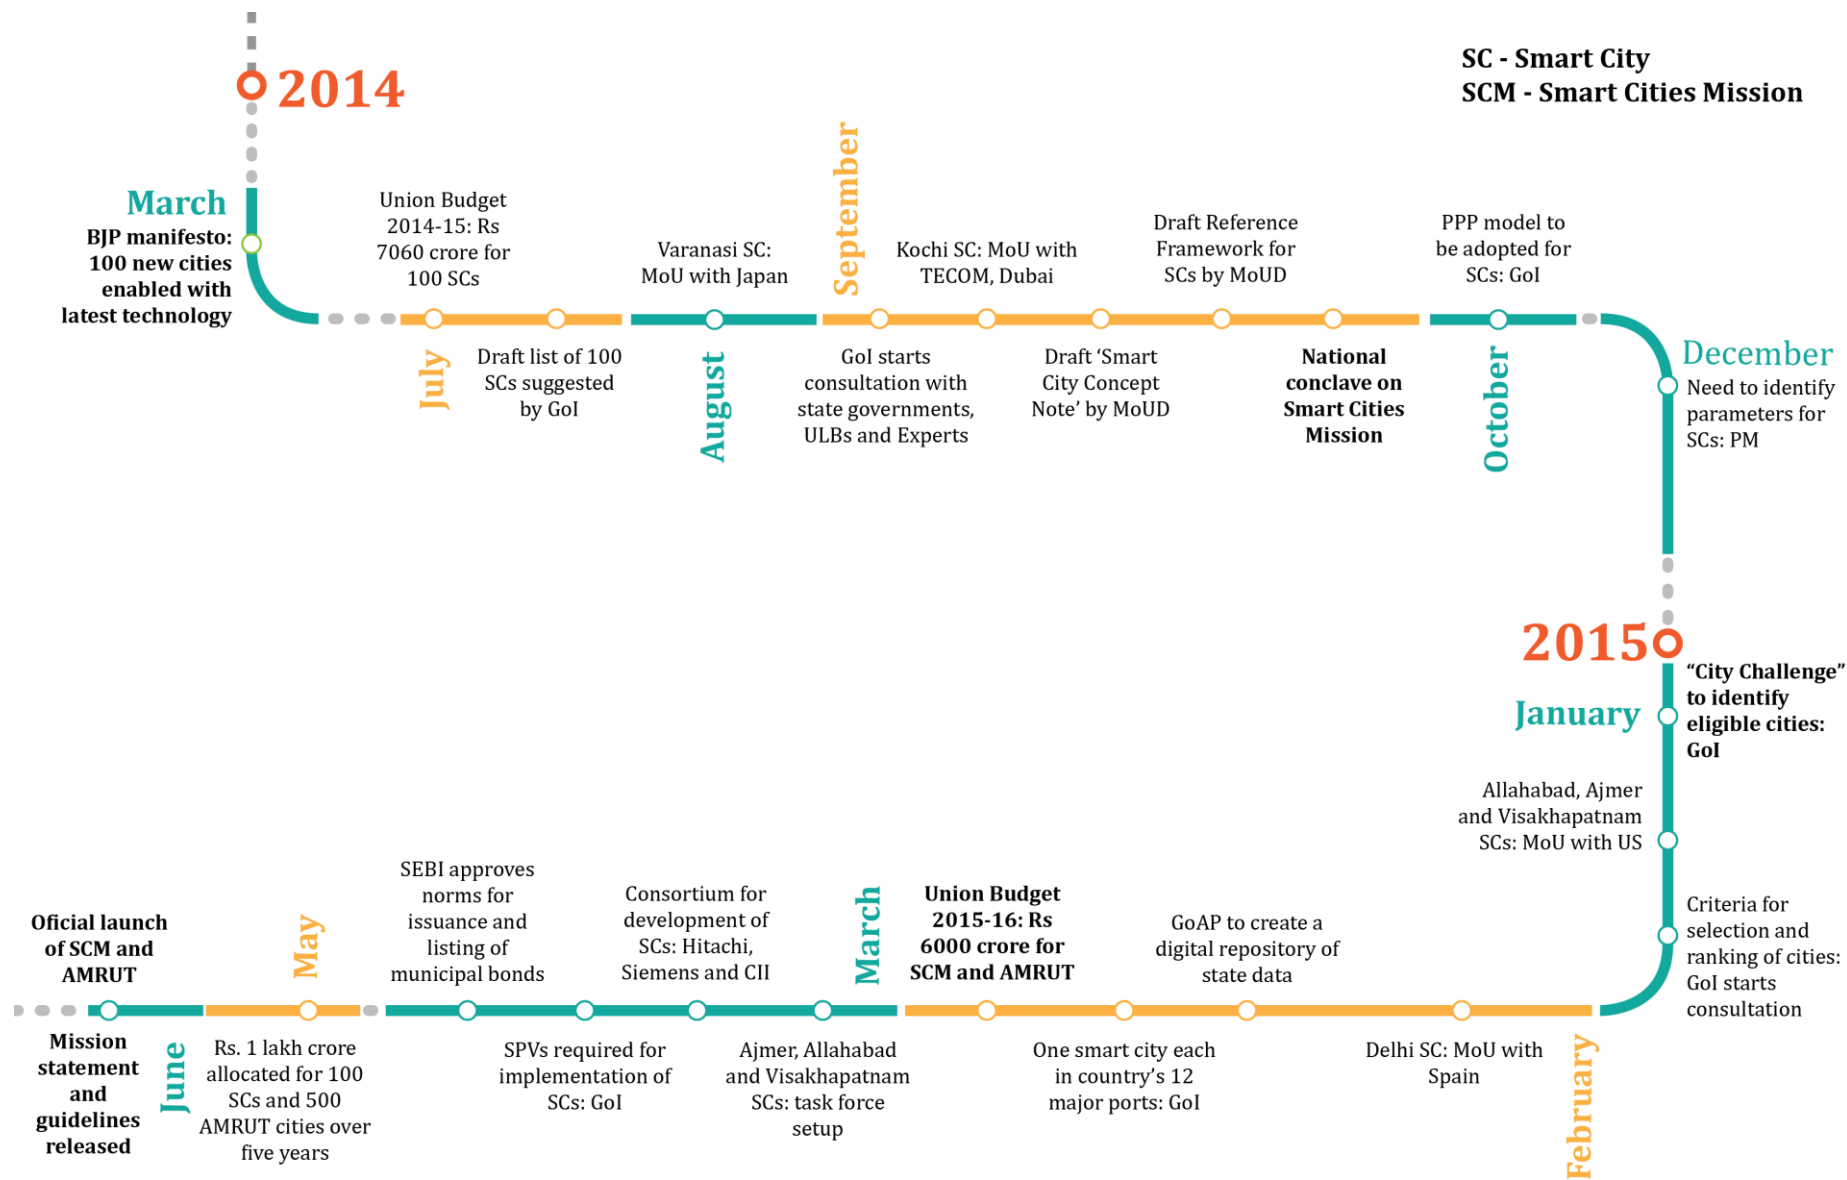 2014
SC - Smart City
SCM - Smart Cities Mission
March
BJP manifesto:
100 new cities
enabled with
latest technology
July
Union Budget
2014-15: Rs
7060 crore for
100 SCs
Draft list of 100
SCs suggested
by GoI
August
Varanasi SC:
MoU with Japan
September
GoI starts
consultation with
state governments,
ULBs and Experts
Kochi SC: MoU with
TECOM, Dubai
Draft ‘Smart
City Concept
Note’ by MoUD
Draft Reference
Framework for
SCs by MoUD
National
conclave on
Smart Cities
Mission
October
PPP model to
be adopted for
SCs: GoI
December
Need to identify
parameters for
SCs: PM
2015
January
“City Challenge”
to identify
eligible cities:
GoI
Allahabad, Ajmer
and Visakhapatnam
SCs: MoU with US
Criteria for
selection and
ranking of cities:
GoI starts
consultation
February
Delhi SC: MoU with
Spain
GoAP to create a
digital repository of
state data
One smart city each
in country’s 12
major ports: GoI
Union Budget
2015-16: Rs
6000 crore for
SCM and AMRUT
March
Ajmer, Allahabad
and Visakhapatnam
SCs: task force
setup
Consortium for
development of
SCs: Hitachi,
Siemens and CII
SPVs required for
implementation of
SCs: GoI
SEBI approves
norms for
issuance and
listing of
municipal bonds
May
Rs. 1 lakh crore
allocated for 100
SCs and 500
AMRUT cities over
five years
June
Oficial launch
of SCM and
AMRUT
Mission
statement
and
guidelines
released